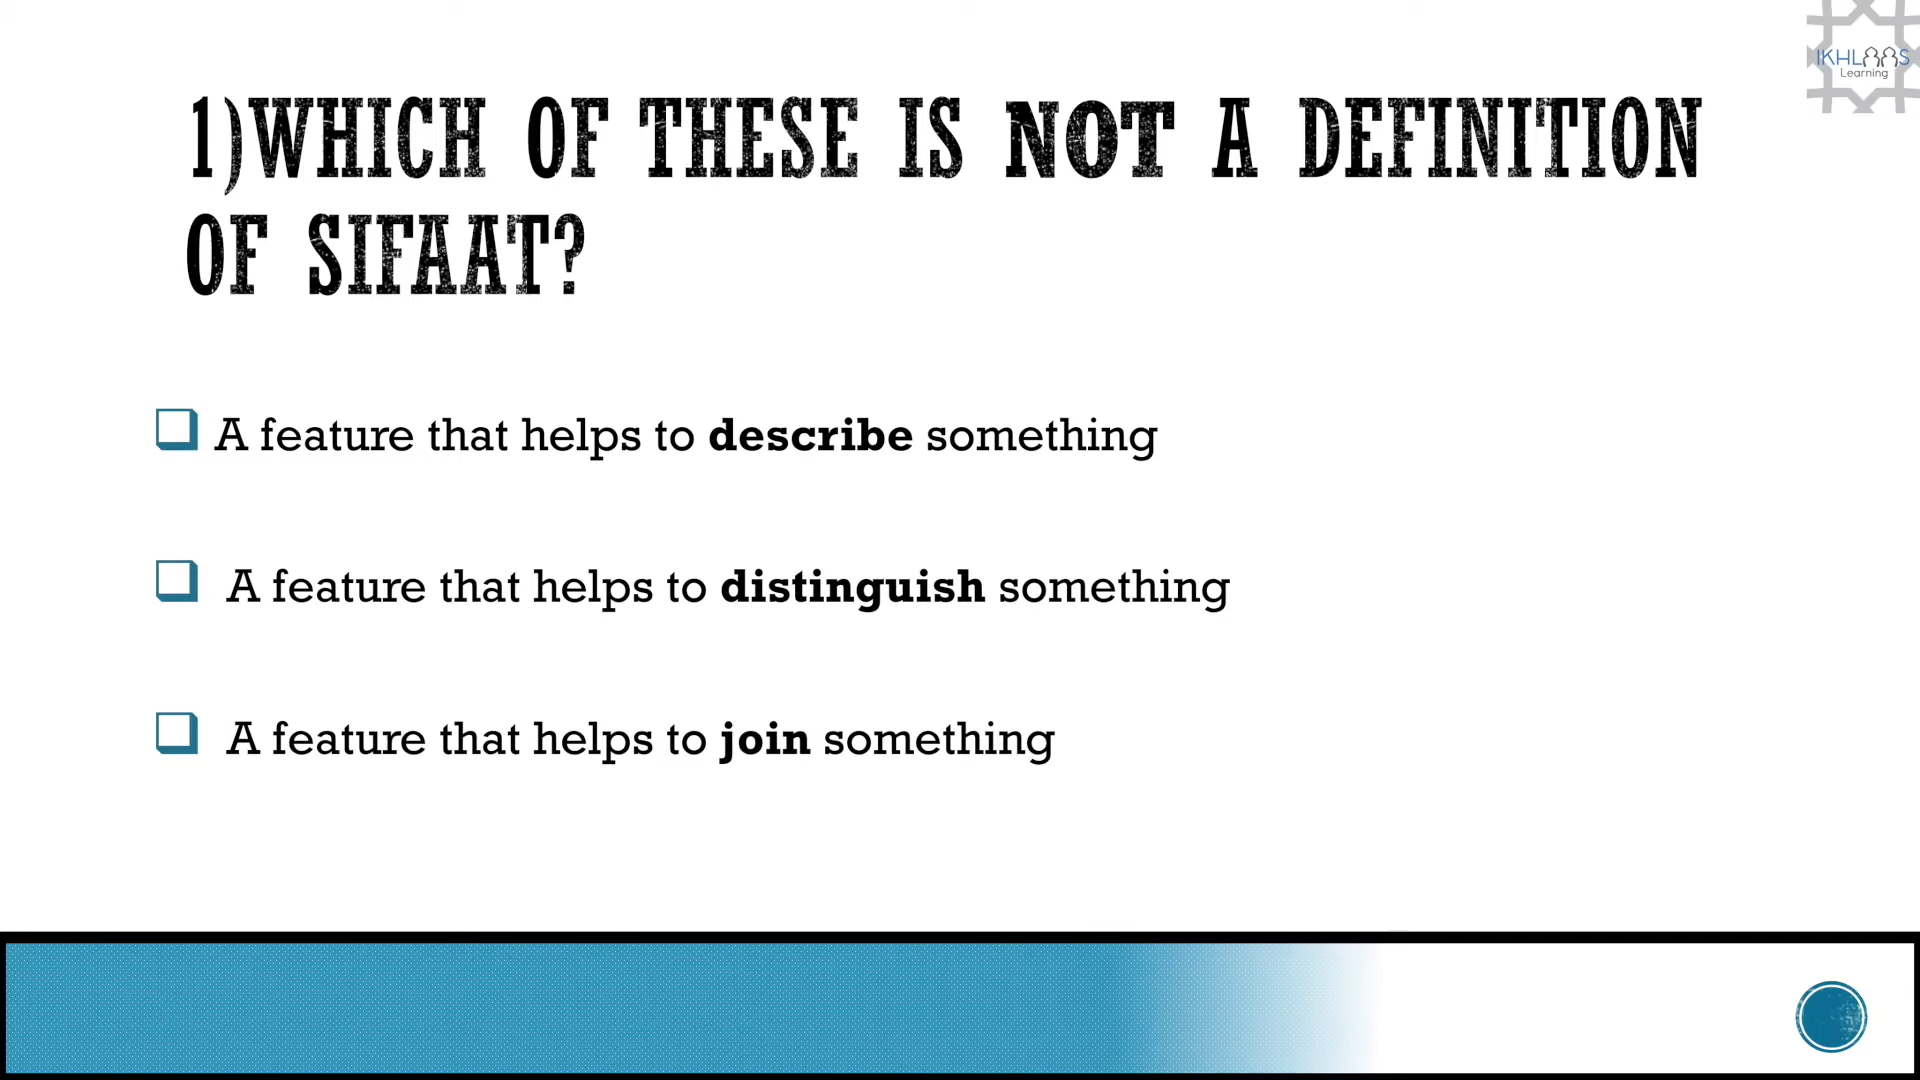 IKHLAAS
Learning
1)WHICH OF THESE IS NOT A DEFINITION
OF SIFAAT?
A feature that helps to describe something
A feature that helps to distinguish something
A feature that helps to join something